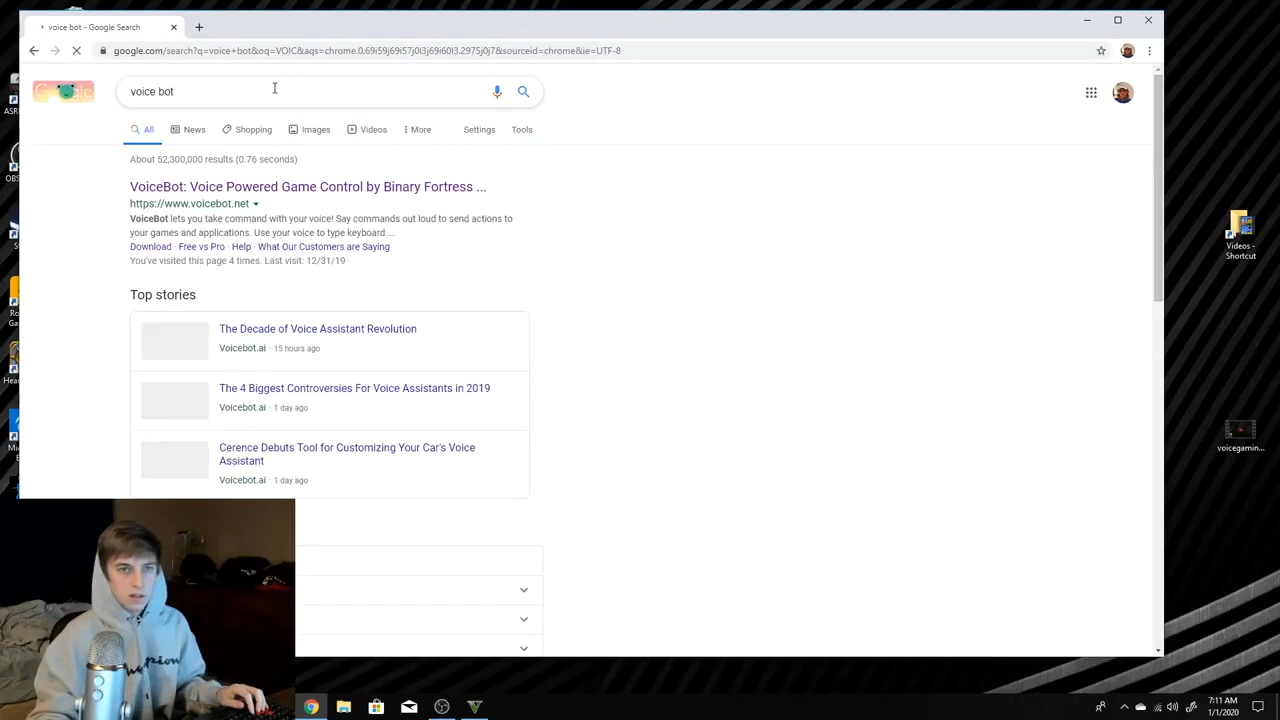 voice bot - Google Search
google.com/search?q=voice+bot&oq=VOIC&aqs=chrome.0.69i59j69i57j0l3j69i60l3.2975j0j7&sourceid=chrome&ie=UTF-8
Google
voice bot
All News Shopping Images Videos More Settings Tools
About 52,300,000 results (0.76 seconds)
VoiceBot: Voice Powered Game Control by Binary Fortress ...
https://www.voicebot.net
VoiceBot lets you take command with your voice! Say commands out loud to send actions to
your games and applications. Use your voice to type keyboard ...
Download · Free vs Pro · Help · What Our Customers are Saying
You've visited this page 4 times. Last visit: 12/31/19
Top stories
The Decade of Voice Assistant Revolution
Voicebot.ai · 15 hours ago
The 4 Biggest Controversies For Voice Assistants in 2019
Voicebot.ai · 1 day ago
Cerence Debuts Tool for Customizing Your Car's Voice
Assistant
Voicebot.ai · 1 day ago
ASR
OBS
Videos -
Shortcut
voicegamin...
7:11 AM
1/1/2020